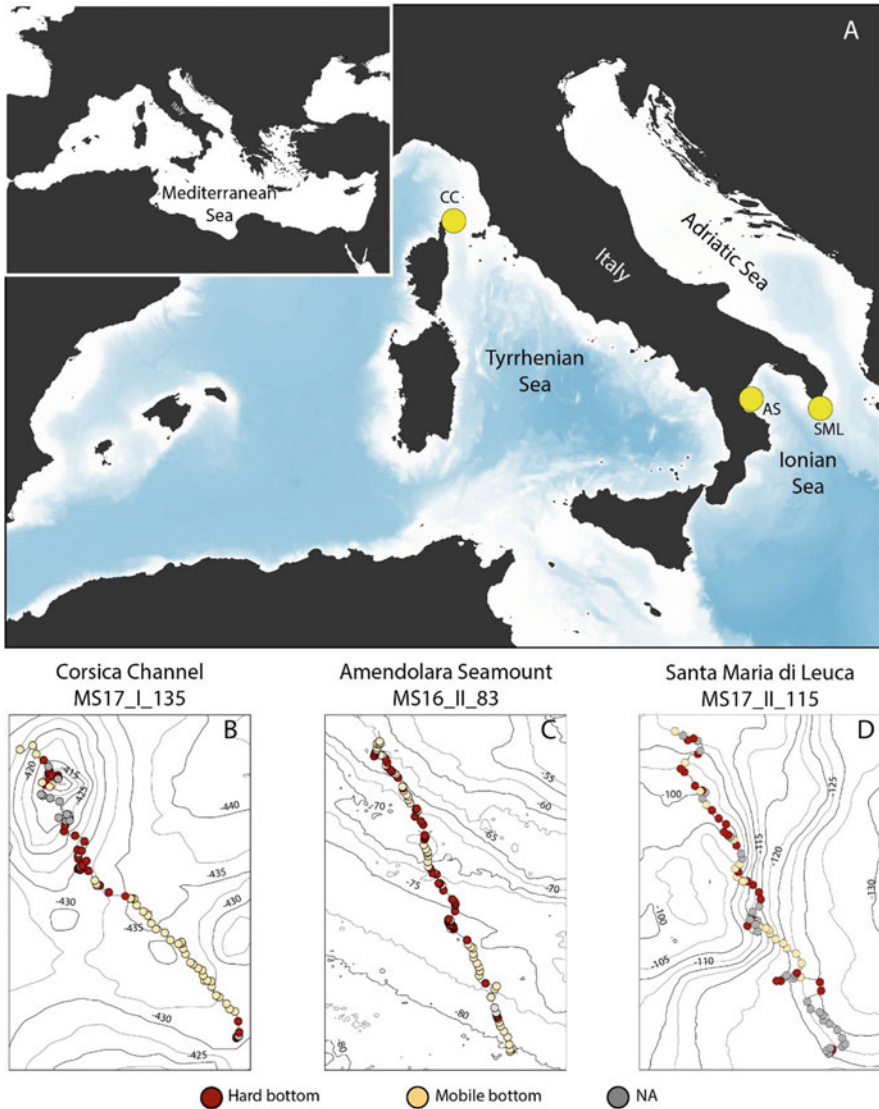 A
Italy
Mediterranean
Sea
CC
Italy
Adriatic Sea
Tyrrhenian
Sea
AS
SML
Ionian
Sea
Corsica Channel
MS17_I_135
Amendolara Seamount
MS16_II_83
Santa Maria di Leuca
MS17_II_115
B
-420
-415
-425
-440
-435
-430
-430
-435
-430
-425
C
-55
-60
-70
-65
-75
-70
-80
-80
D
-125
-100
-115
-120
-130
-100
-105
-110
Hard bottom
Mobile bottom
NA